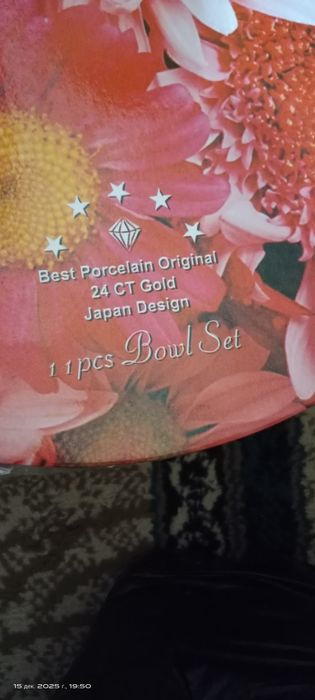 Best Porcelain Original
24 CT Gold
Japan Design
11pcs Bowl Set
15 дек. 2025 г., 19:50